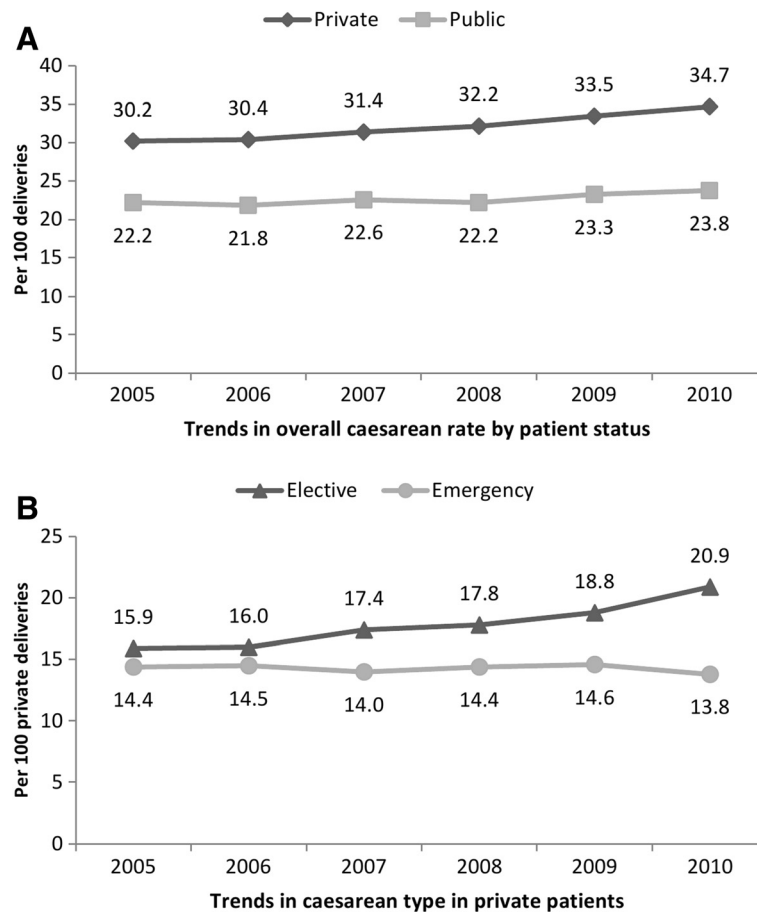 A
Private Public
40
35
30
25
20
15
10
5
0
Per 100 deliveries
30.2 30.4 31.4 32.2 33.5 34.7
22.2 21.8 22.6 22.2 23.3 23.8
2005 2006 2007 2008 2009 2010
Trends in overall caesarean rate by patient status
B
Elective Emergency
25
20
15
10
5
0
Per 100 private deliveries
15.9 16.0 17.4 17.8 18.8 20.9
14.4 14.5 14.0 14.4 14.6 13.8
2005 2006 2007 2008 2009 2010
Trends in caesarean type in private patients